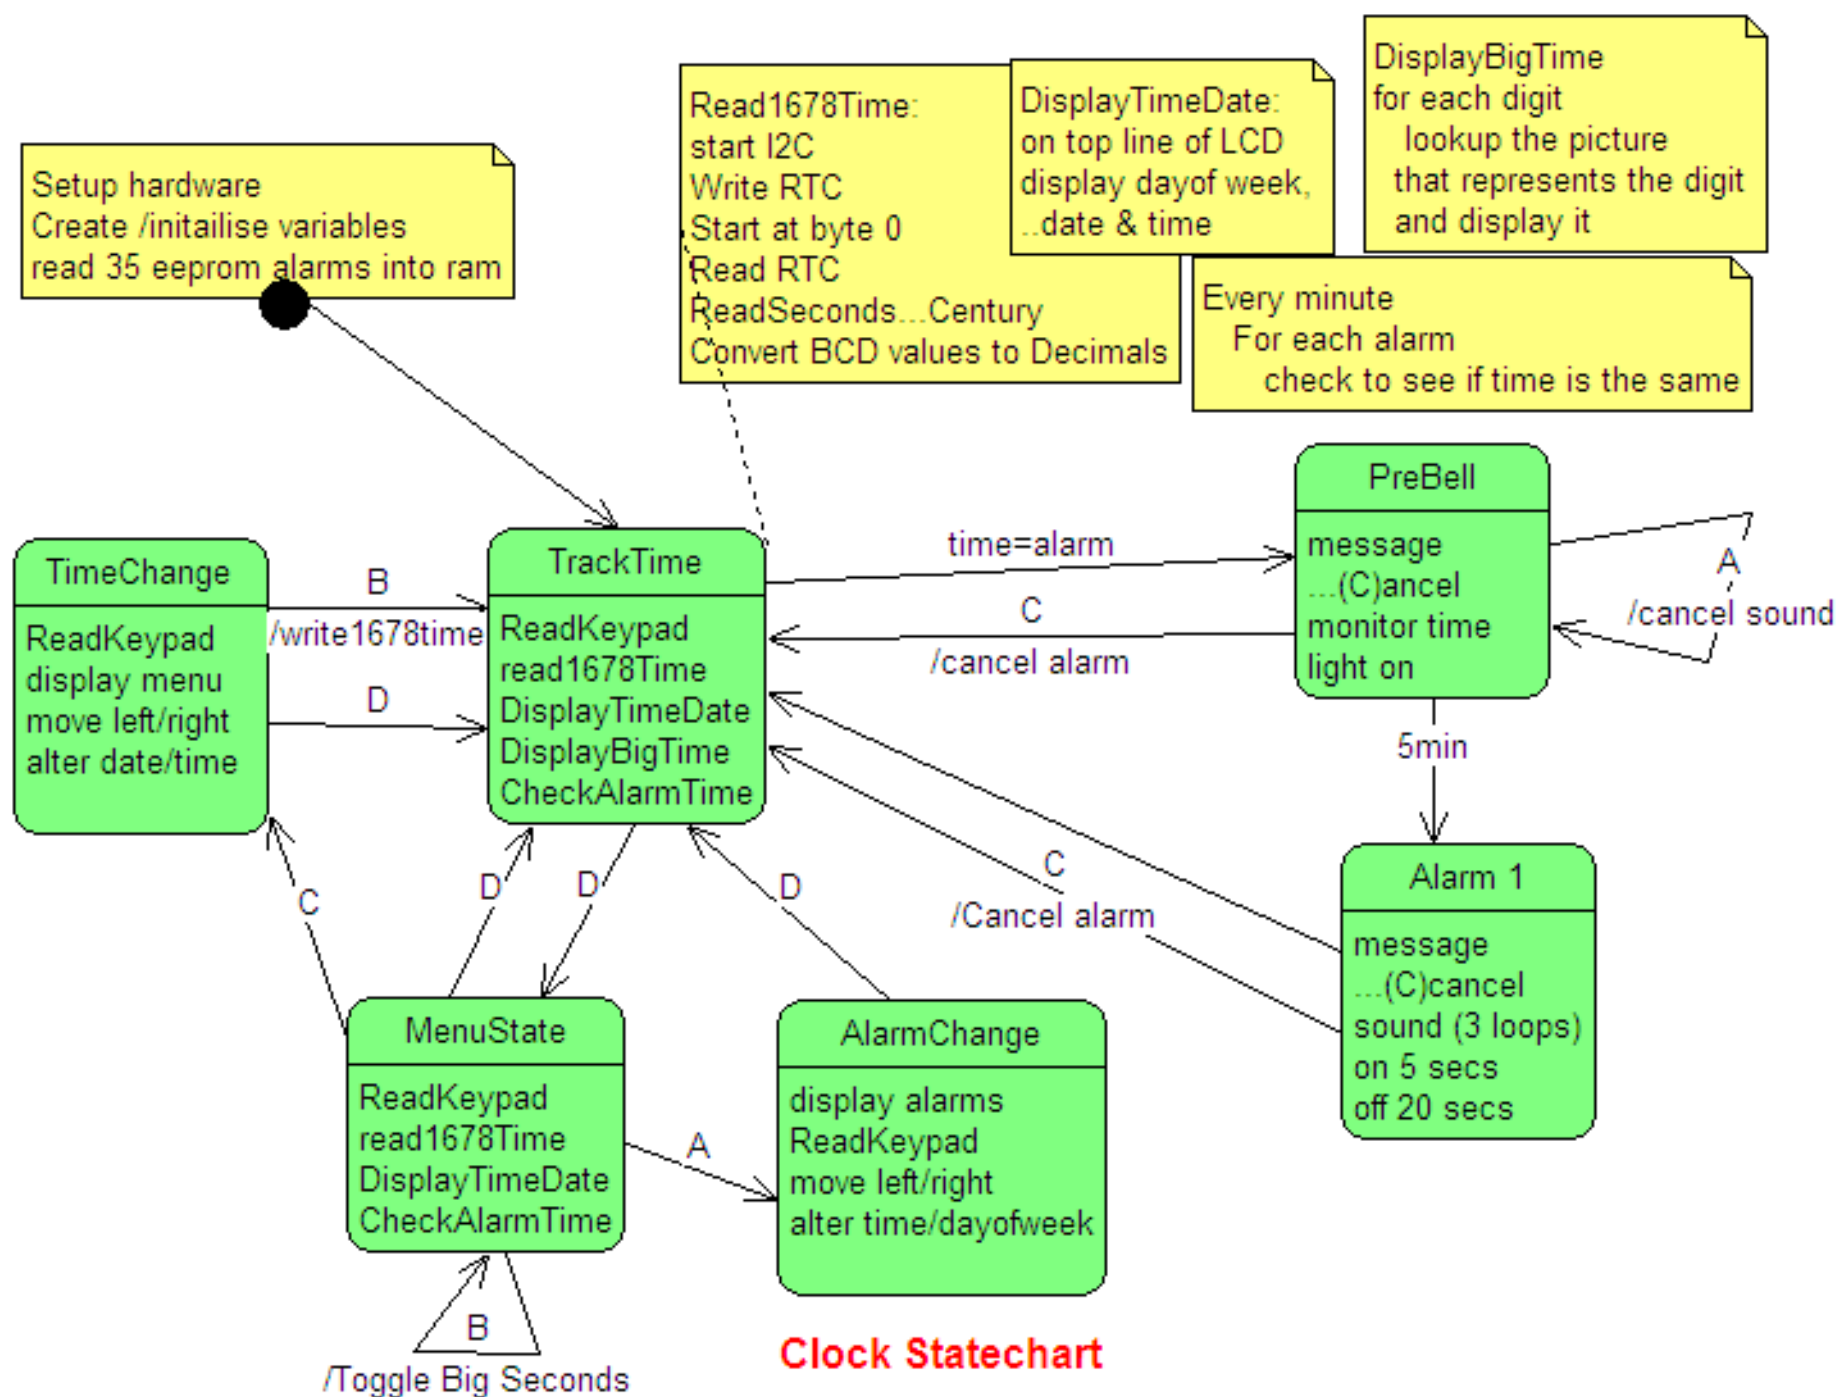 Setup hardware
Create /initailise variables
read 35 eeprom alarms into ram
Read1678Time:
start I2C
Write RTC
Start at byte 0
Read RTC
ReadSeconds...Century
Convert BCD values to Decimals
DisplayTimeDate:
on top line of LCD
display dayof week,
..date & time
DisplayBigTime
for each digit
lookup the picture
that represents the digit
and display it
Every minute
For each alarm
check to see if time is the same
TimeChange
ReadKeypad
display menu
move left/right
alter date/time
B
/write1678time
D
TrackTime
ReadKeypad
read1678Time
DisplayTimeDate
DisplayBigTime
CheckAlarmTime
time=alarm
C
/cancel alarm
PreBell
message
...(C)ancel
monitor time
light on
A
/cancel sound
5min
C
D
D
D
C
/Cancel alarm
Alarm 1
message
...(C)cancel
sound (3 loops)
on 5 secs
off 20 secs
MenuState
ReadKeypad
read1678Time
DisplayTimeDate
CheckAlarmTime
A
AlarmChange
display alarms
ReadKeypad
move left/right
alter time/dayofweek
B
/Toggle Big Seconds
Clock Statechart